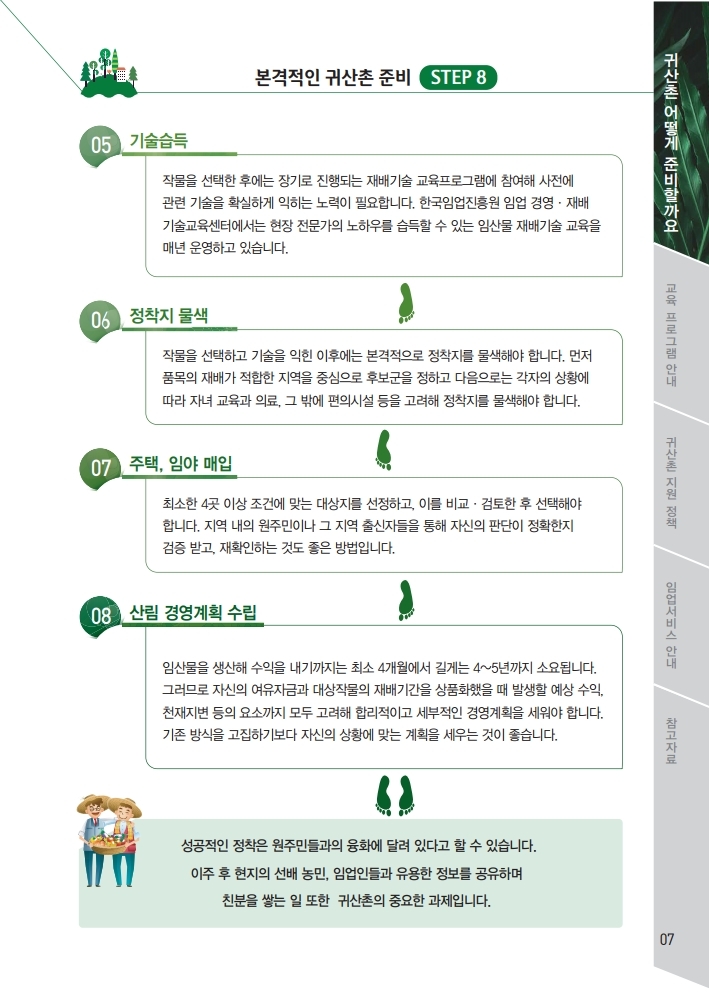 본격적인 귀산촌 준비 STEP 8
05 기술습득
작물을 선택한 후에는 장기로 진행되는 재배기술 교육프로그램에 참여해 사전에
관련 기술을 확실하게 익히는 노력이 필요합니다. 한국임업진흥원 임업 경영 · 재배
기술교육센터에서는 현장 전문가의 노하우를 습득할 수 있는 임산물 재배기술 교육을
매년 운영하고 있습니다.
06 정착지 물색
작물을 선택하고 기술을 익힌 이후에는 본격적으로 정착지를 물색해야 합니다. 먼저
품목의 재배가 적합한 지역을 중심으로 후보군을 정하고 다음으로는 각자의 상황에
따라 자녀 교육과 의료, 그 밖에 편의시설 등을 고려해 정착지를 물색해야 합니다.
07 주택, 임야 매입
최소한 4곳 이상 조건에 맞는 대상지를 선정하고, 이를 비교 · 검토한 후 선택해야
합니다. 지역 내의 원주민이나 그 지역 출신자들을 통해 자신의 판단이 정확한지
검증 받고, 재확인하는 것도 좋은 방법입니다.
08 산림 경영계획 수립
임산물을 생산해 수익을 내기까지는 최소 4개월에서 길게는 4~5년까지 소요됩니다.
그러므로 자신의 여유자금과 대상작물의 재배기간을 상품화했을 때 발생할 예상 수익,
천재지변 등의 요소까지 모두 고려해 합리적이고 세부적인 경영계획을 세워야 합니다.
기존 방식을 고집하기보다 자신의 상황에 맞는 계획을 세우는 것이 좋습니다.
성공적인 정착은 원주민들과의 융화에 달려 있다고 할 수 있습니다.
이주 후 현지의 선배 농민, 임업인들과 유용한 정보를 공유하며
친분을 쌓는 일 또한 귀산촌의 중요한 과제입니다.
귀산촌 어떻게 준비할까요
교육 프로그램 안내
귀산촌 지원 정책
임업서비스 안내
참고자료
07